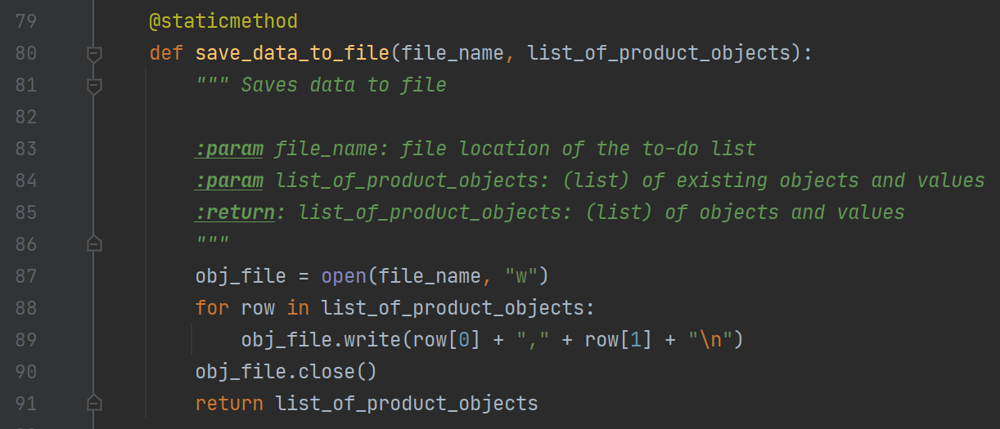 79 @staticmethod
80 def save_data_to_file(file_name, list_of_product_objects):
81 """ Saves data to file
82
83 :param file_name: file location of the to-do list
84 :param list_of_product_objects: (list) of existing objects and values
85 :return: list_of_product_objects: (list) of objects and values
86 """
87 obj_file = open(file_name, "w")
88 for row in list_of_product_objects:
89 obj_file.write(row[0] + "," + row[1] + "\n")
90 obj_file.close()
91 return list_of_product_objects